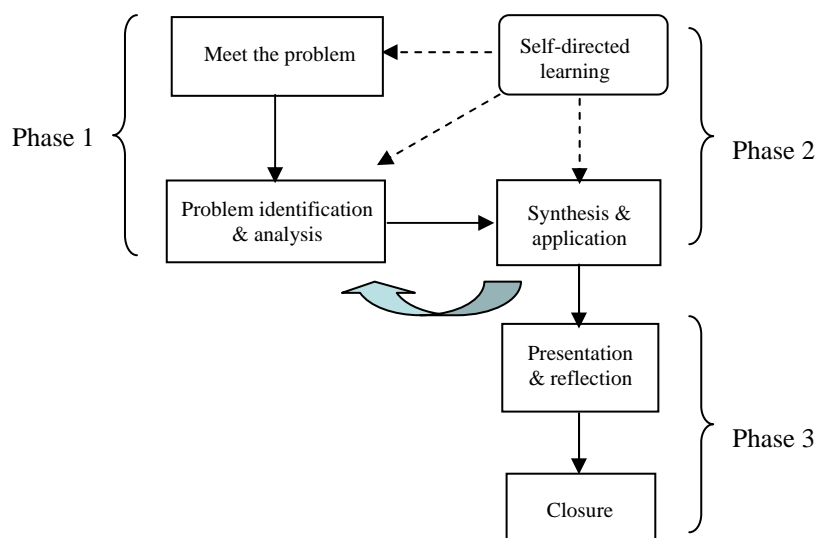 Phase 1
Meet the problem
Self-directed
learning
Phase 2
Problem identification
& analysis
Synthesis &
application
Presentation
& reflection
Phase 3
Closure